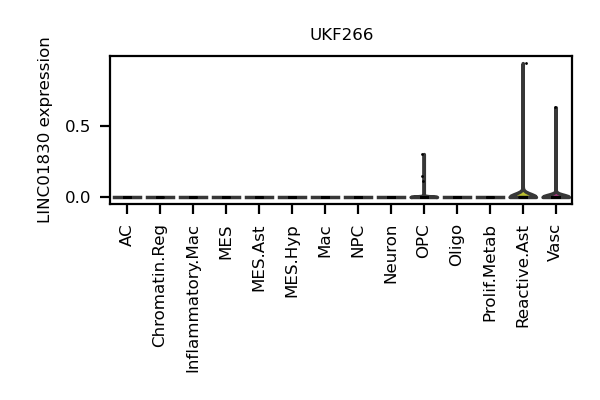 UKF266
LINC01830 expression
0.5
0.0
AC
Chromatin.Reg
Inflammatory.Mac
MES
MES.Ast
MES.Hyp
Mac
NPC
Neuron
OPC
Oligo
Prolif.Metab
Reactive.Ast
Vasc